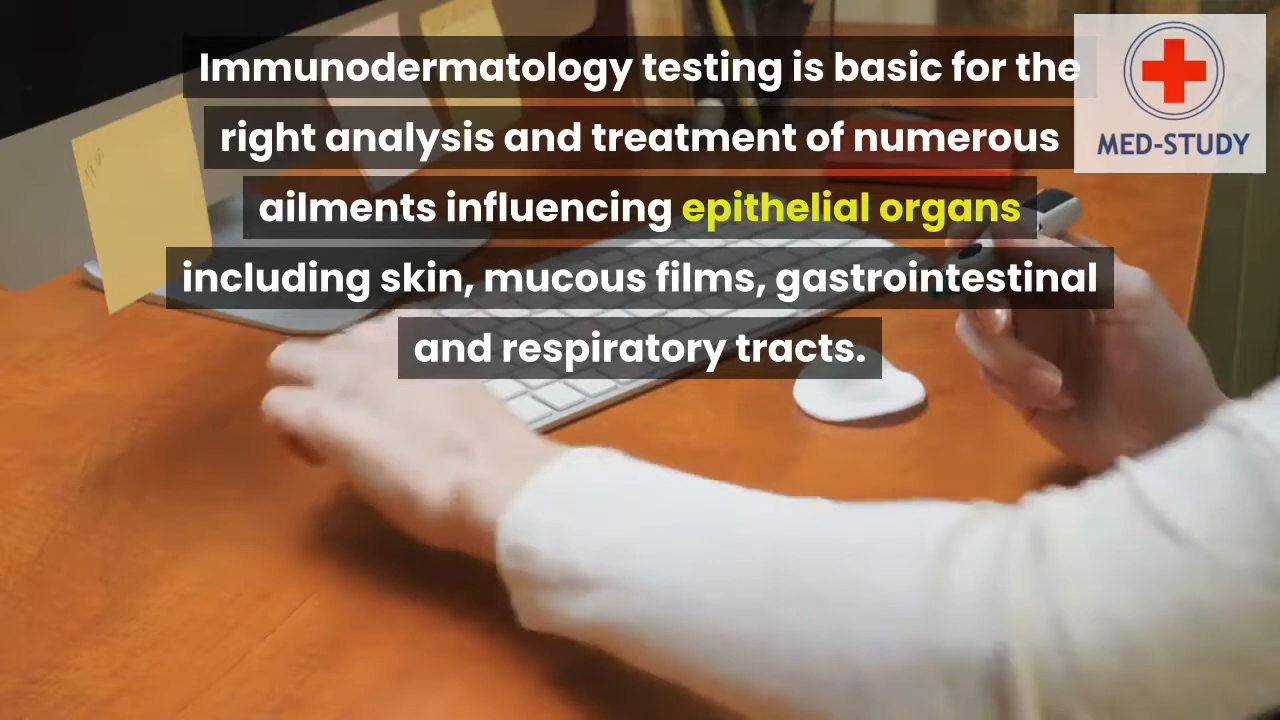 Immunodermatology testing is basic for the
right analysis and treatment of numerous
ailments influencing epithelial organs
including skin, mucous films, gastrointestinal
and respiratory tracts.
MED-STUDY